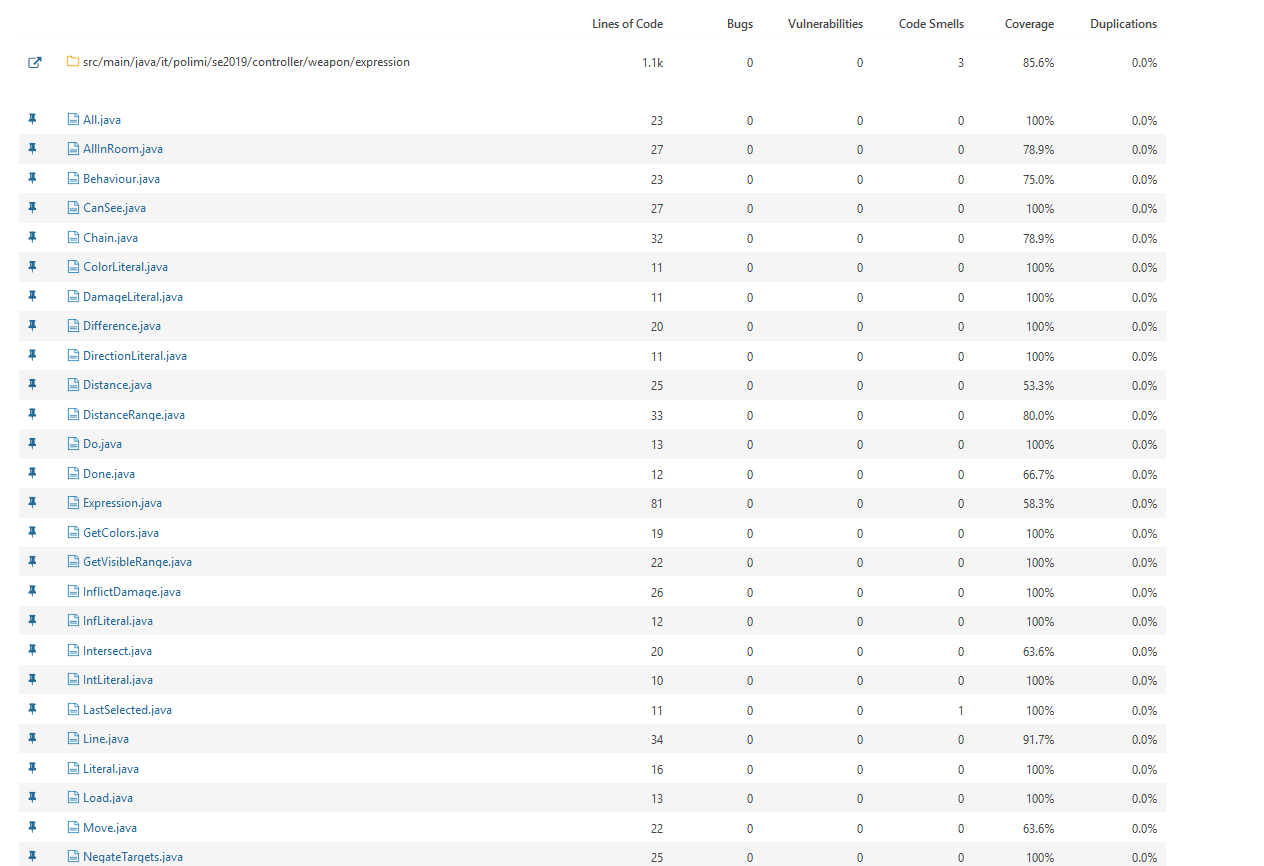 Lines of Code Bugs Vulnerabilities Code Smells Coverage Duplications
src/main/java/it/polimi/se2019/controller/weapon/expression 1.1k 0 0 3 85.6% 0.0%
All.java 23 0 0 0 100% 0.0%
AllInRoom.java 27 0 0 0 78.9% 0.0%
Behaviour.java 23 0 0 0 75.0% 0.0%
CanSee.java 27 0 0 0 100% 0.0%
Chain.java 32 0 0 0 78.9% 0.0%
ColorLiteral.java 11 0 0 0 100% 0.0%
DamageLiteral.java 11 0 0 0 100% 0.0%
Difference.java 20 0 0 0 100% 0.0%
DirectionLiteral.java 11 0 0 0 100% 0.0%
Distance.java 25 0 0 0 53.3% 0.0%
DistanceRange.java 33 0 0 0 80.0% 0.0%
Do.java 13 0 0 0 100% 0.0%
Done.java 12 0 0 0 66.7% 0.0%
Expression.java 81 0 0 0 58.3% 0.0%
GetColors.java 19 0 0 0 100% 0.0%
GetVisibleRange.java 22 0 0 0 100% 0.0%
InflictDamage.java 26 0 0 0 100% 0.0%
InfLiteral.java 12 0 0 0 100% 0.0%
Intersect.java 20 0 0 0 63.6% 0.0%
IntLiteral.java 10 0 0 0 100% 0.0%
LastSelected.java 11 0 0 1 100% 0.0%
Line.java 34 0 0 0 91.7% 0.0%
Literal.java 16 0 0 0 100% 0.0%
Load.java 13 0 0 0 100% 0.0%
Move.java 22 0 0 0 63.6% 0.0%
NegateTargets.java 25 0 0 0 100% 0.0%